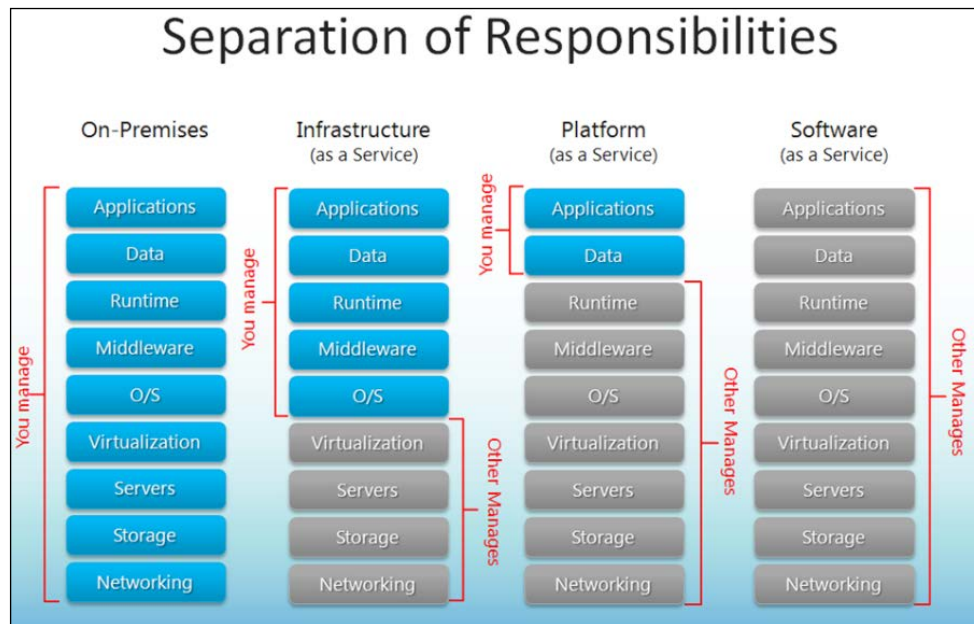 Separation of Responsibilities
On-Premises
You manage
Applications
Data
Runtime
Middleware
O/S
Virtualization
Servers
Storage
Networking
Infrastructure
(as a Service)
You manage
Applications
Data
Runtime
Middleware
O/S
Virtualization
Servers
Storage
Networking
Other Manages
Platform
(as a Service)
You manage
Applications
Data
Runtime
Middleware
O/S
Virtualization
Servers
Storage
Networking
Other Manages
Software
(as a Service)
Applications
Data
Runtime
Middleware
O/S
Virtualization
Servers
Storage
Networking
Other Manages